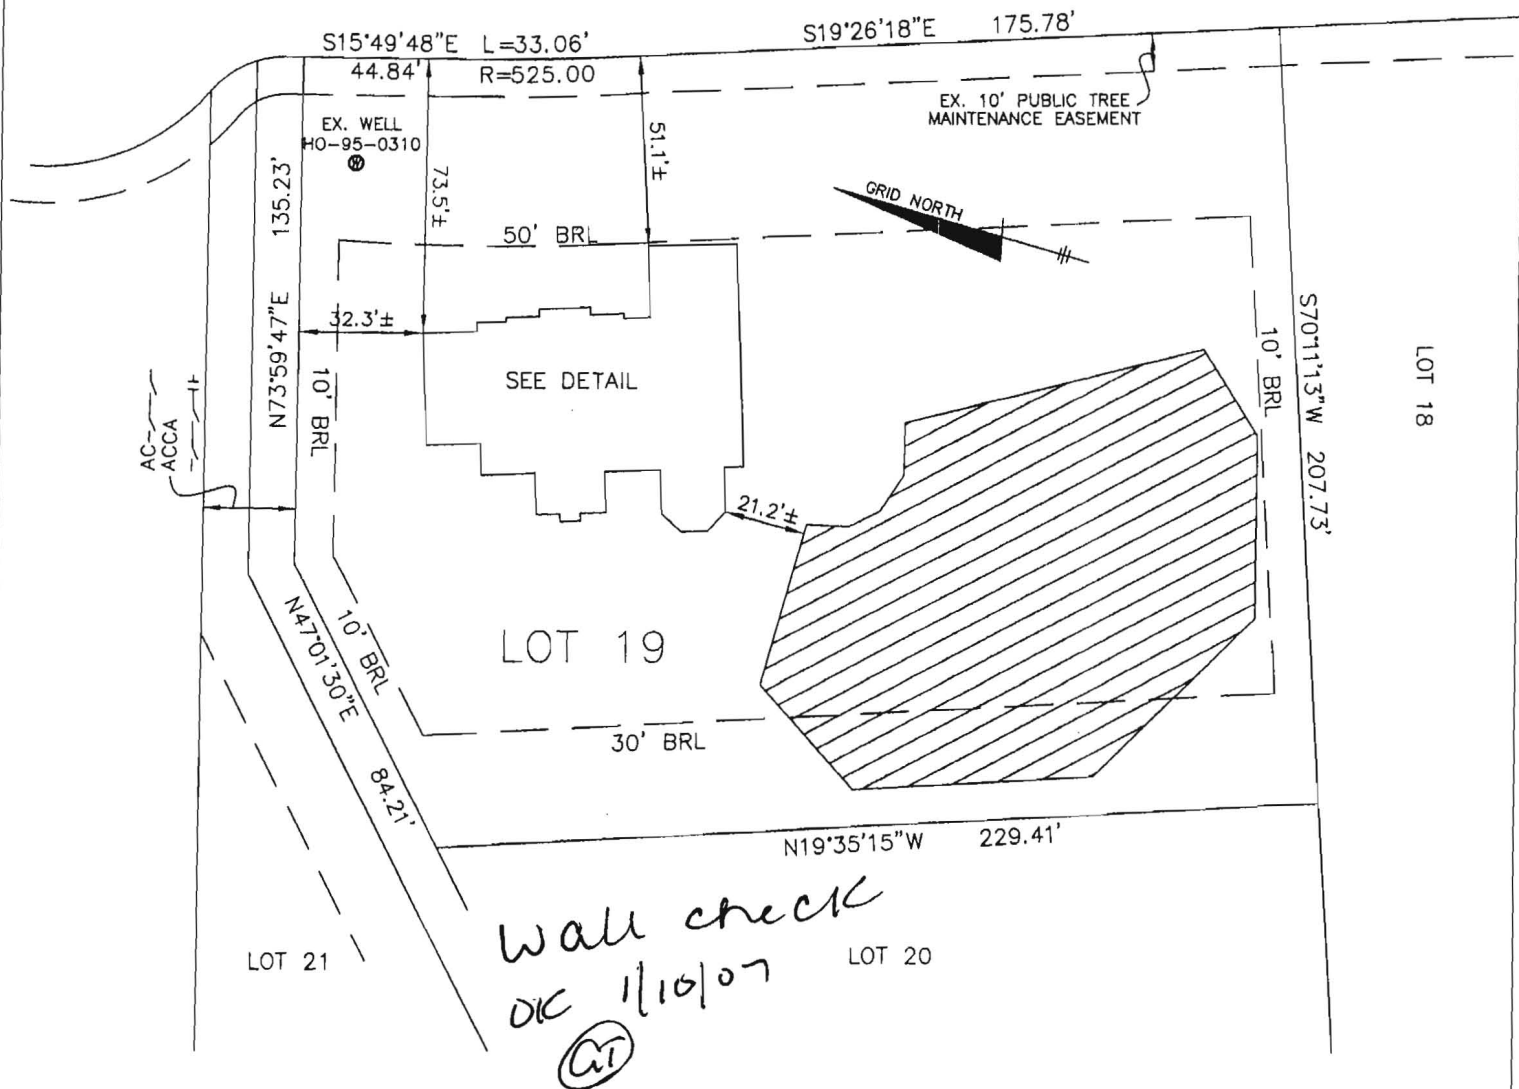 S15°49'48"E L=33.06'
44.84' R=525.00
S19°26'18"E 175.78'
EX. 10' PUBLIC TREE
MAINTENANCE EASEMENT
EX. WELL
HO-95-0310
W
135.23'
N73°59'47"E
73.5'±
51.1'±
GRID NORTH
50' BRL
32.3'±
10' BRL
SEE DETAIL
10' BRL
S70°11'13"W 207.73'
LOT 18
AC
ACCA
21.2'±
N47°01'30"E 84.21'
10' BRL
LOT 19
30' BRL
N19°35'15"W 229.41'
Wall check
OK 1/10/07
LOT 21
LOT 20